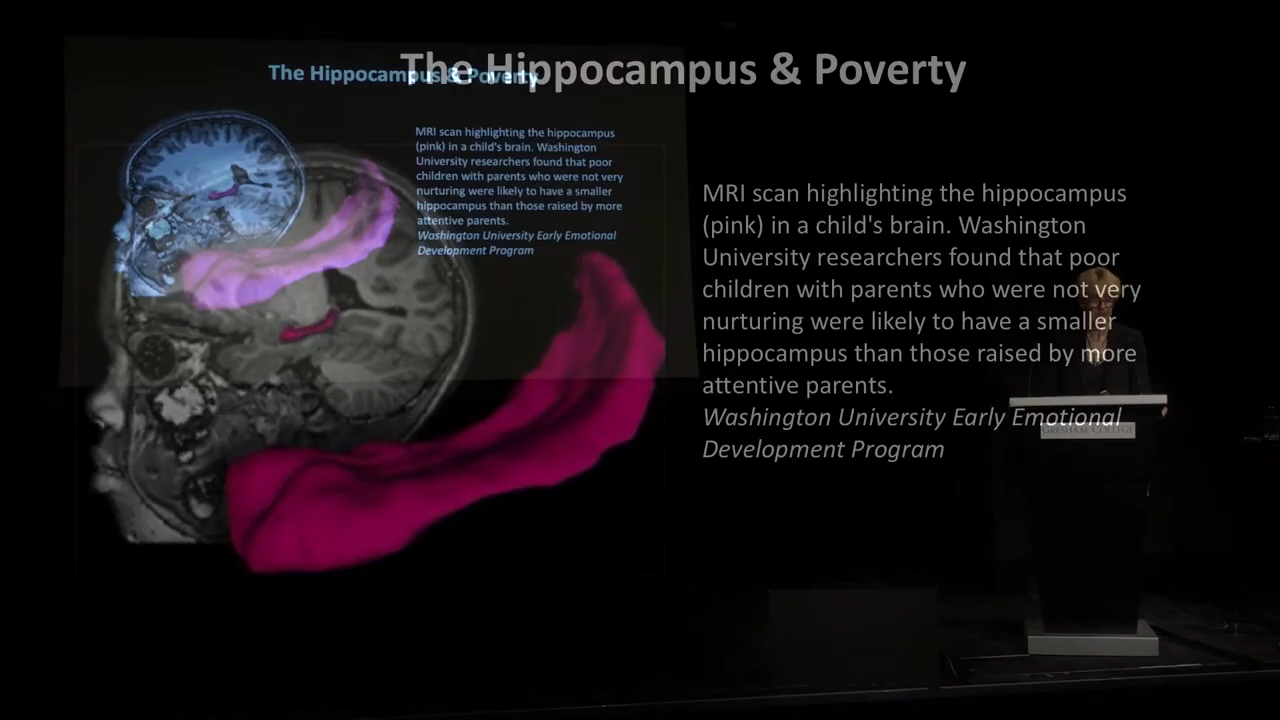 The Hippocampus & Poverty
MRI scan highlighting the hippocampus
(pink) in a child's brain. Washington
University researchers found that poor
children with parents who were not very
nurturing were likely to have a smaller
hippocampus than those raised by more
attentive parents.
Washington University Early Emotional
Development Program
The Hippocampus & Poverty
MRI scan highlighting the hippocampus
(pink) in a child's brain. Washington
University researchers found that poor
children with parents who were not very
nurturing were likely to have a smaller
hippocampus than those raised by more
attentive parents.
Washington University Early Emotional
Development Program
GRESHAM COLLEGE